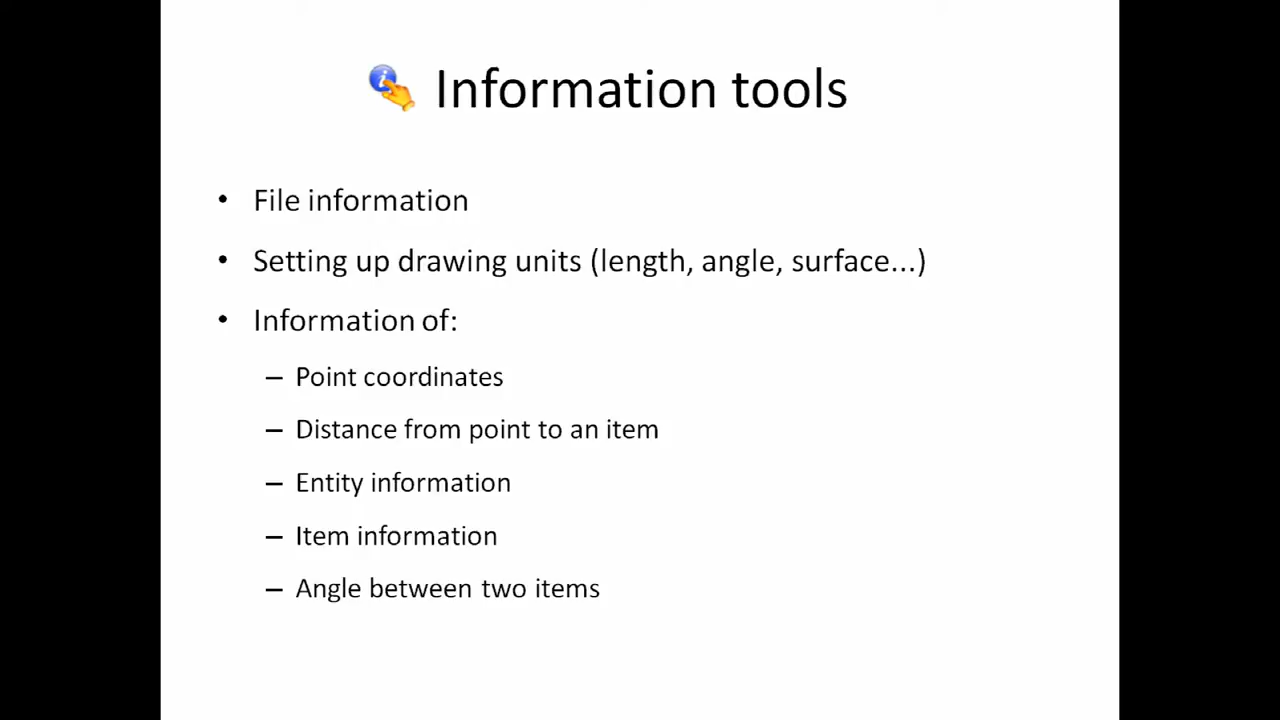 Information tools
• File information
• Setting up drawing units (length, angle, surface...)
• Information of:
– Point coordinates
– Distance from point to an item
– Entity information
– Item information
– Angle between two items